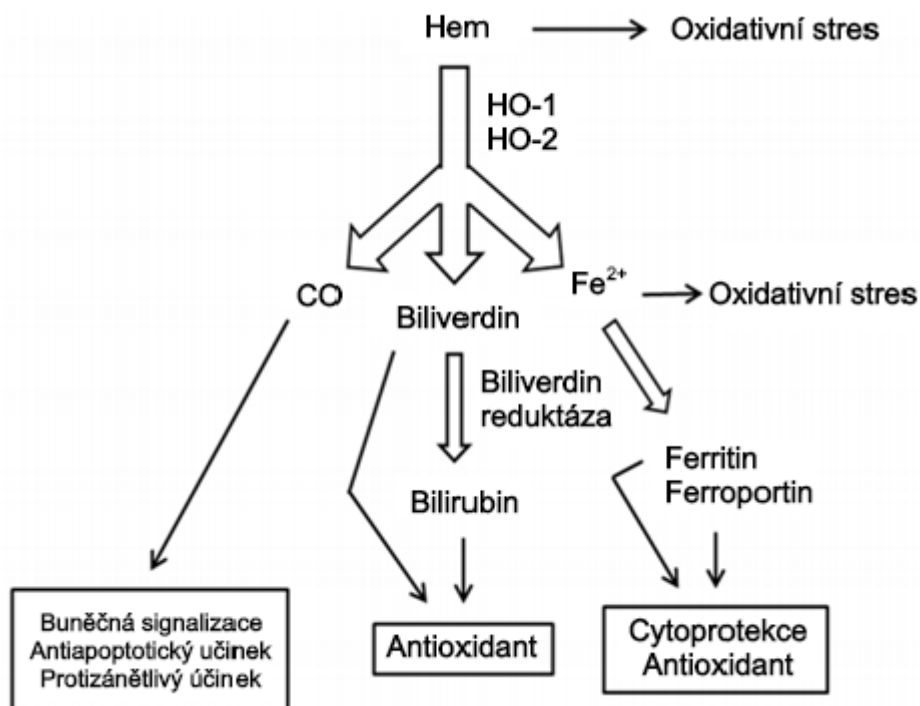 Hem
Oxidativní stres
HO-1
HO-2
CO
Biliverdin
Fe²⁺
Oxidativní stres
Biliverdin
reduktáza
Bilirubin
Ferritin
Ferroportin
Buněčná signalizace
Antiapoptotický učinek
Protizánětlivý účinek
Antioxidant
Cytoprotekce
Antioxidant